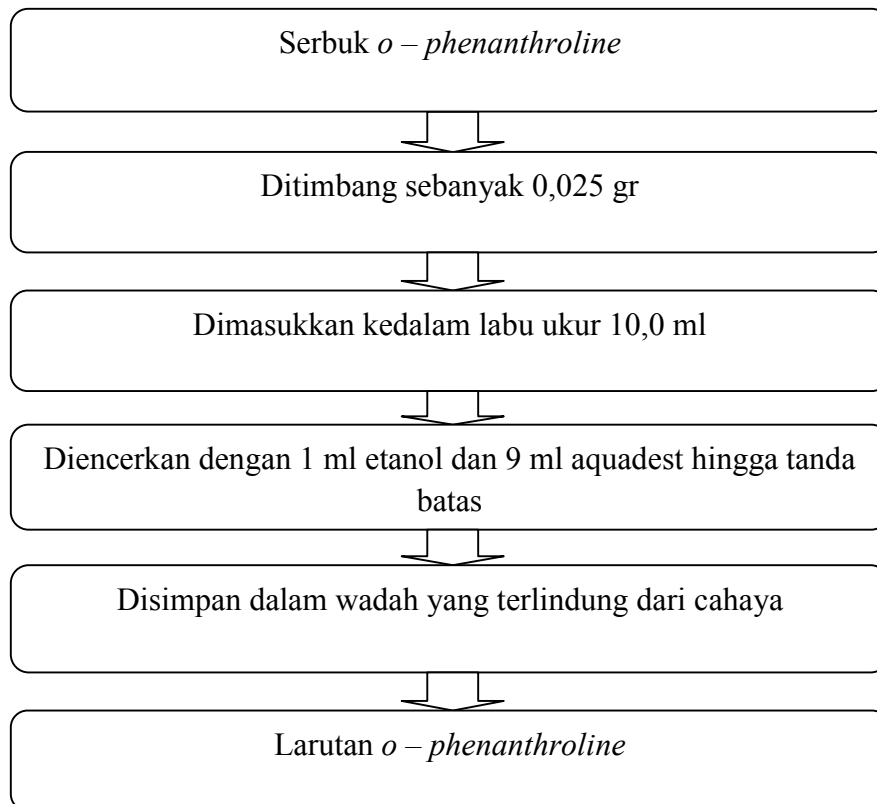 Serbuk o – phenanthroline
Ditimbang sebanyak 0,025 gr
Dimasukkan kedalam labu ukur 10,0 ml
Diencerkan dengan 1 ml etanol dan 9 ml aquadest hingga tanda
batas
Disimpan dalam wadah yang terlindung dari cahaya
Larutan o – phenanthroline